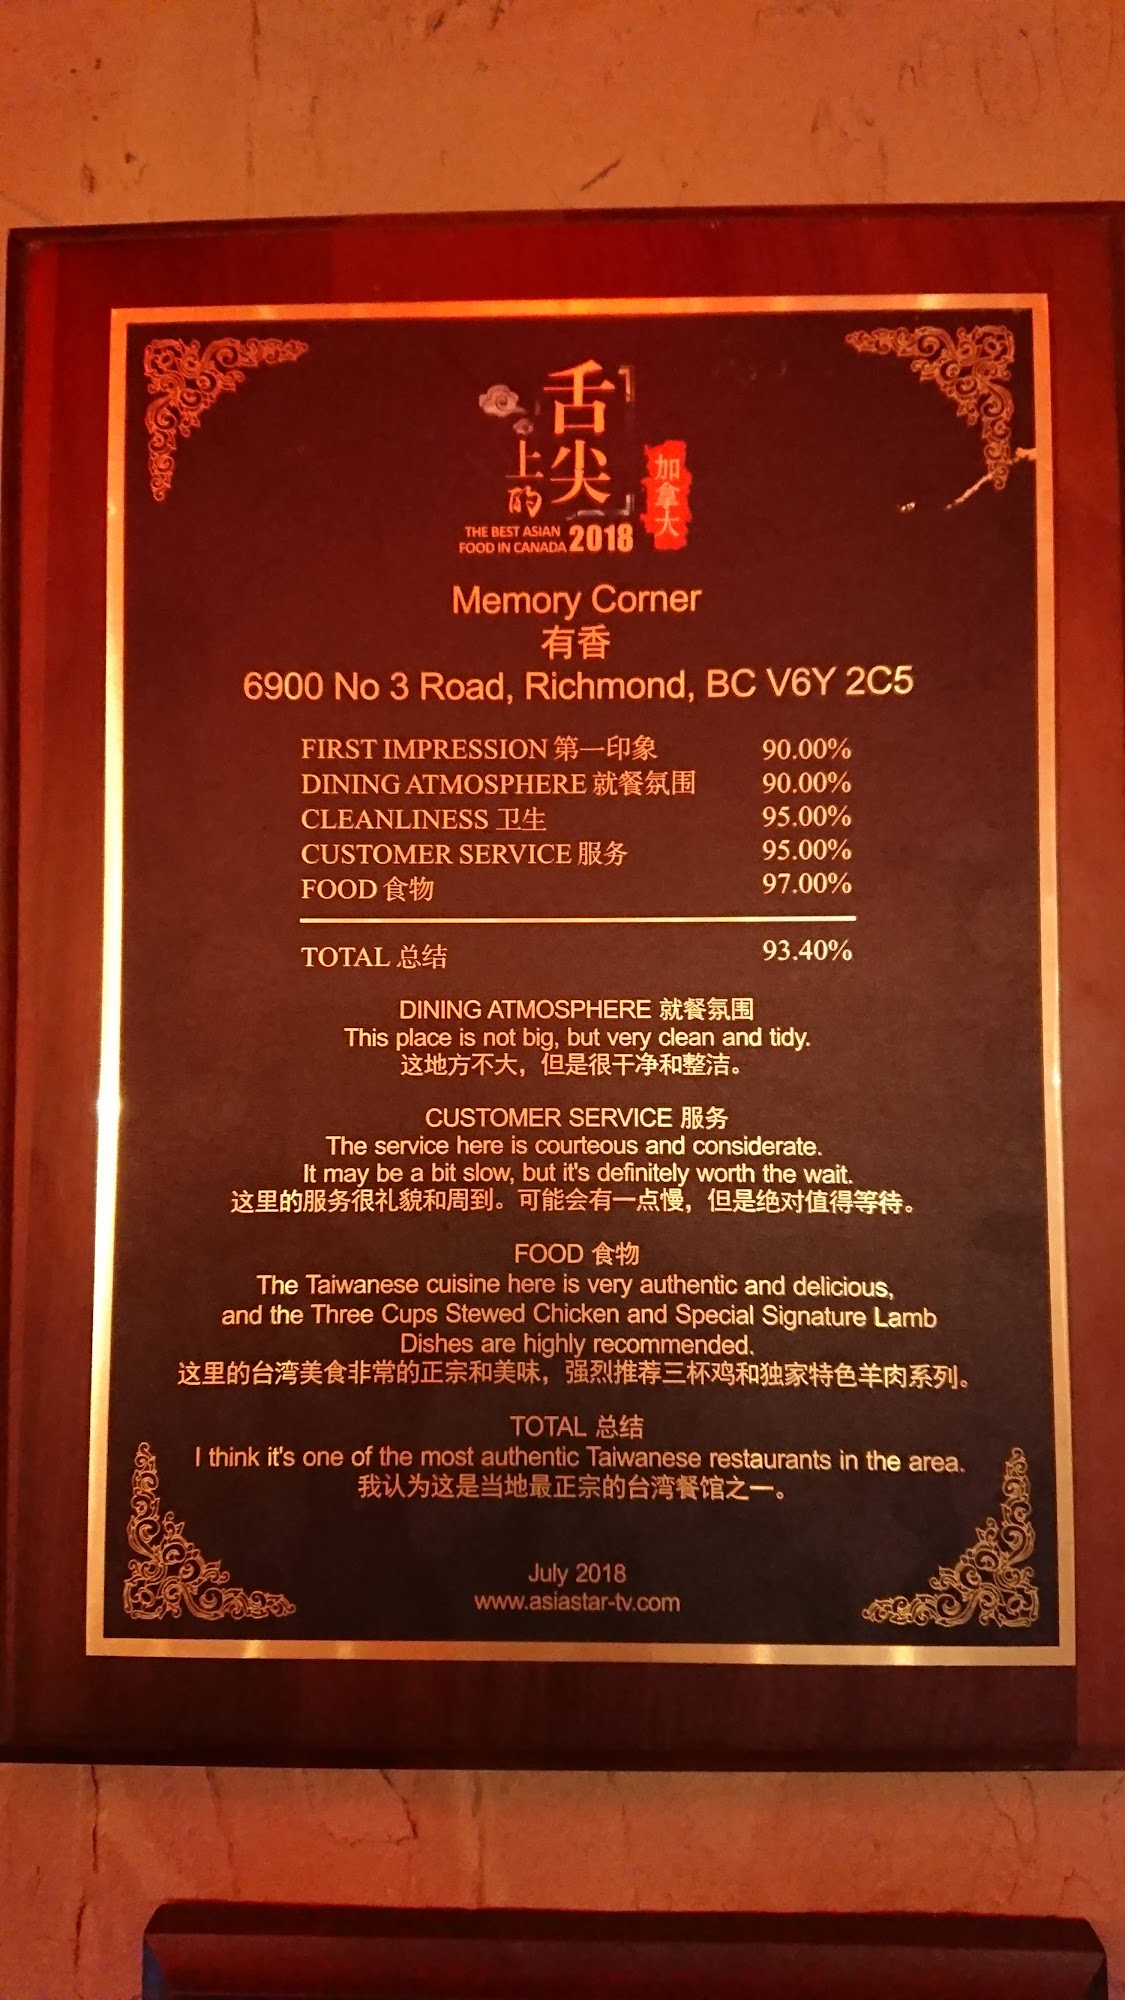 舌尖
上的
加拿大
THE BEST ASIAN
FOOD IN CANADA 2018
Memory Corner
有香
6900 No 3 Road, Richmond, BC V6Y 2C5
FIRST IMPRESSION 第一印象 90.00%
DINING ATMOSPHERE 就餐氛围 90.00%
CLEANLINESS 卫生 95.00%
CUSTOMER SERVICE 服务 95.00%
FOOD 食物 97.00%
TOTAL 总结 93.40%
DINING ATMOSPHERE 就餐氛围
This place is not big, but very clean and tidy.
这地方不大，但是很干净和整洁。
CUSTOMER SERVICE 服务
The service here is courteous and considerate.
It may be a bit slow, but it's definitely worth the wait.
这里的服务很礼貌和周到。可能会有一点慢，但是绝对值得等待。
FOOD 食物
The Taiwanese cuisine here is very authentic and delicious,
and the Three Cups Stewed Chicken and Special Signature Lamb
Dishes are highly recommended.
这里的台湾美食非常的正宗和美味，强烈推荐三杯鸡和独家特色羊肉系列。
TOTAL 总结
I think it's one of the most authentic Taiwanese restaurants in the area.
我认为这是当地最正宗的台湾餐馆之一。
July 2018
www.asiastar-tv.com